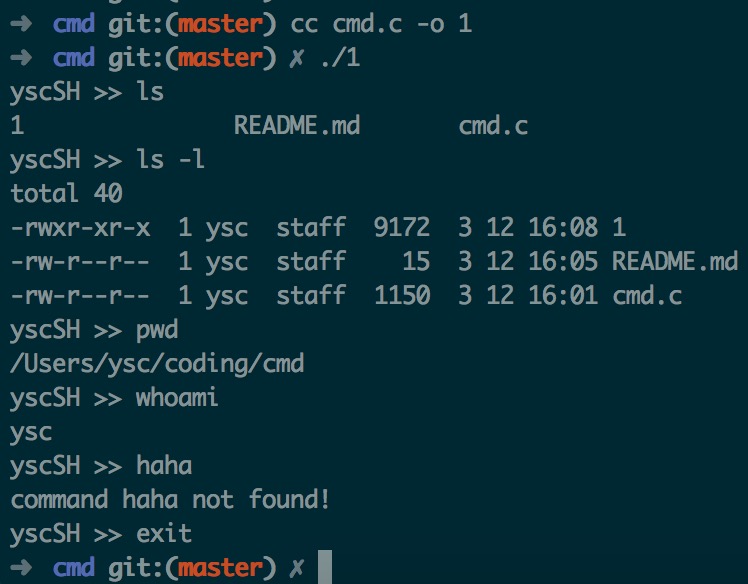 ➜  cmd git:(master) cc cmd.c -o 1
➜  cmd git:(master) ✗ ./1
yscSH >> ls
1               README.md       cmd.c
yscSH >> ls -l
total 40
-rwxr-xr-x  1 ysc  staff  9172  3 12 16:08 1
-rw-r--r--  1 ysc  staff    15  3 12 16:05 README.md
-rw-r--r--  1 ysc  staff  1150  3 12 16:01 cmd.c
yscSH >> pwd
/Users/ysc/coding/cmd
yscSH >> whoami
ysc
yscSH >> haha
command haha not found!
yscSH >> exit
➜  cmd git:(master) ✗